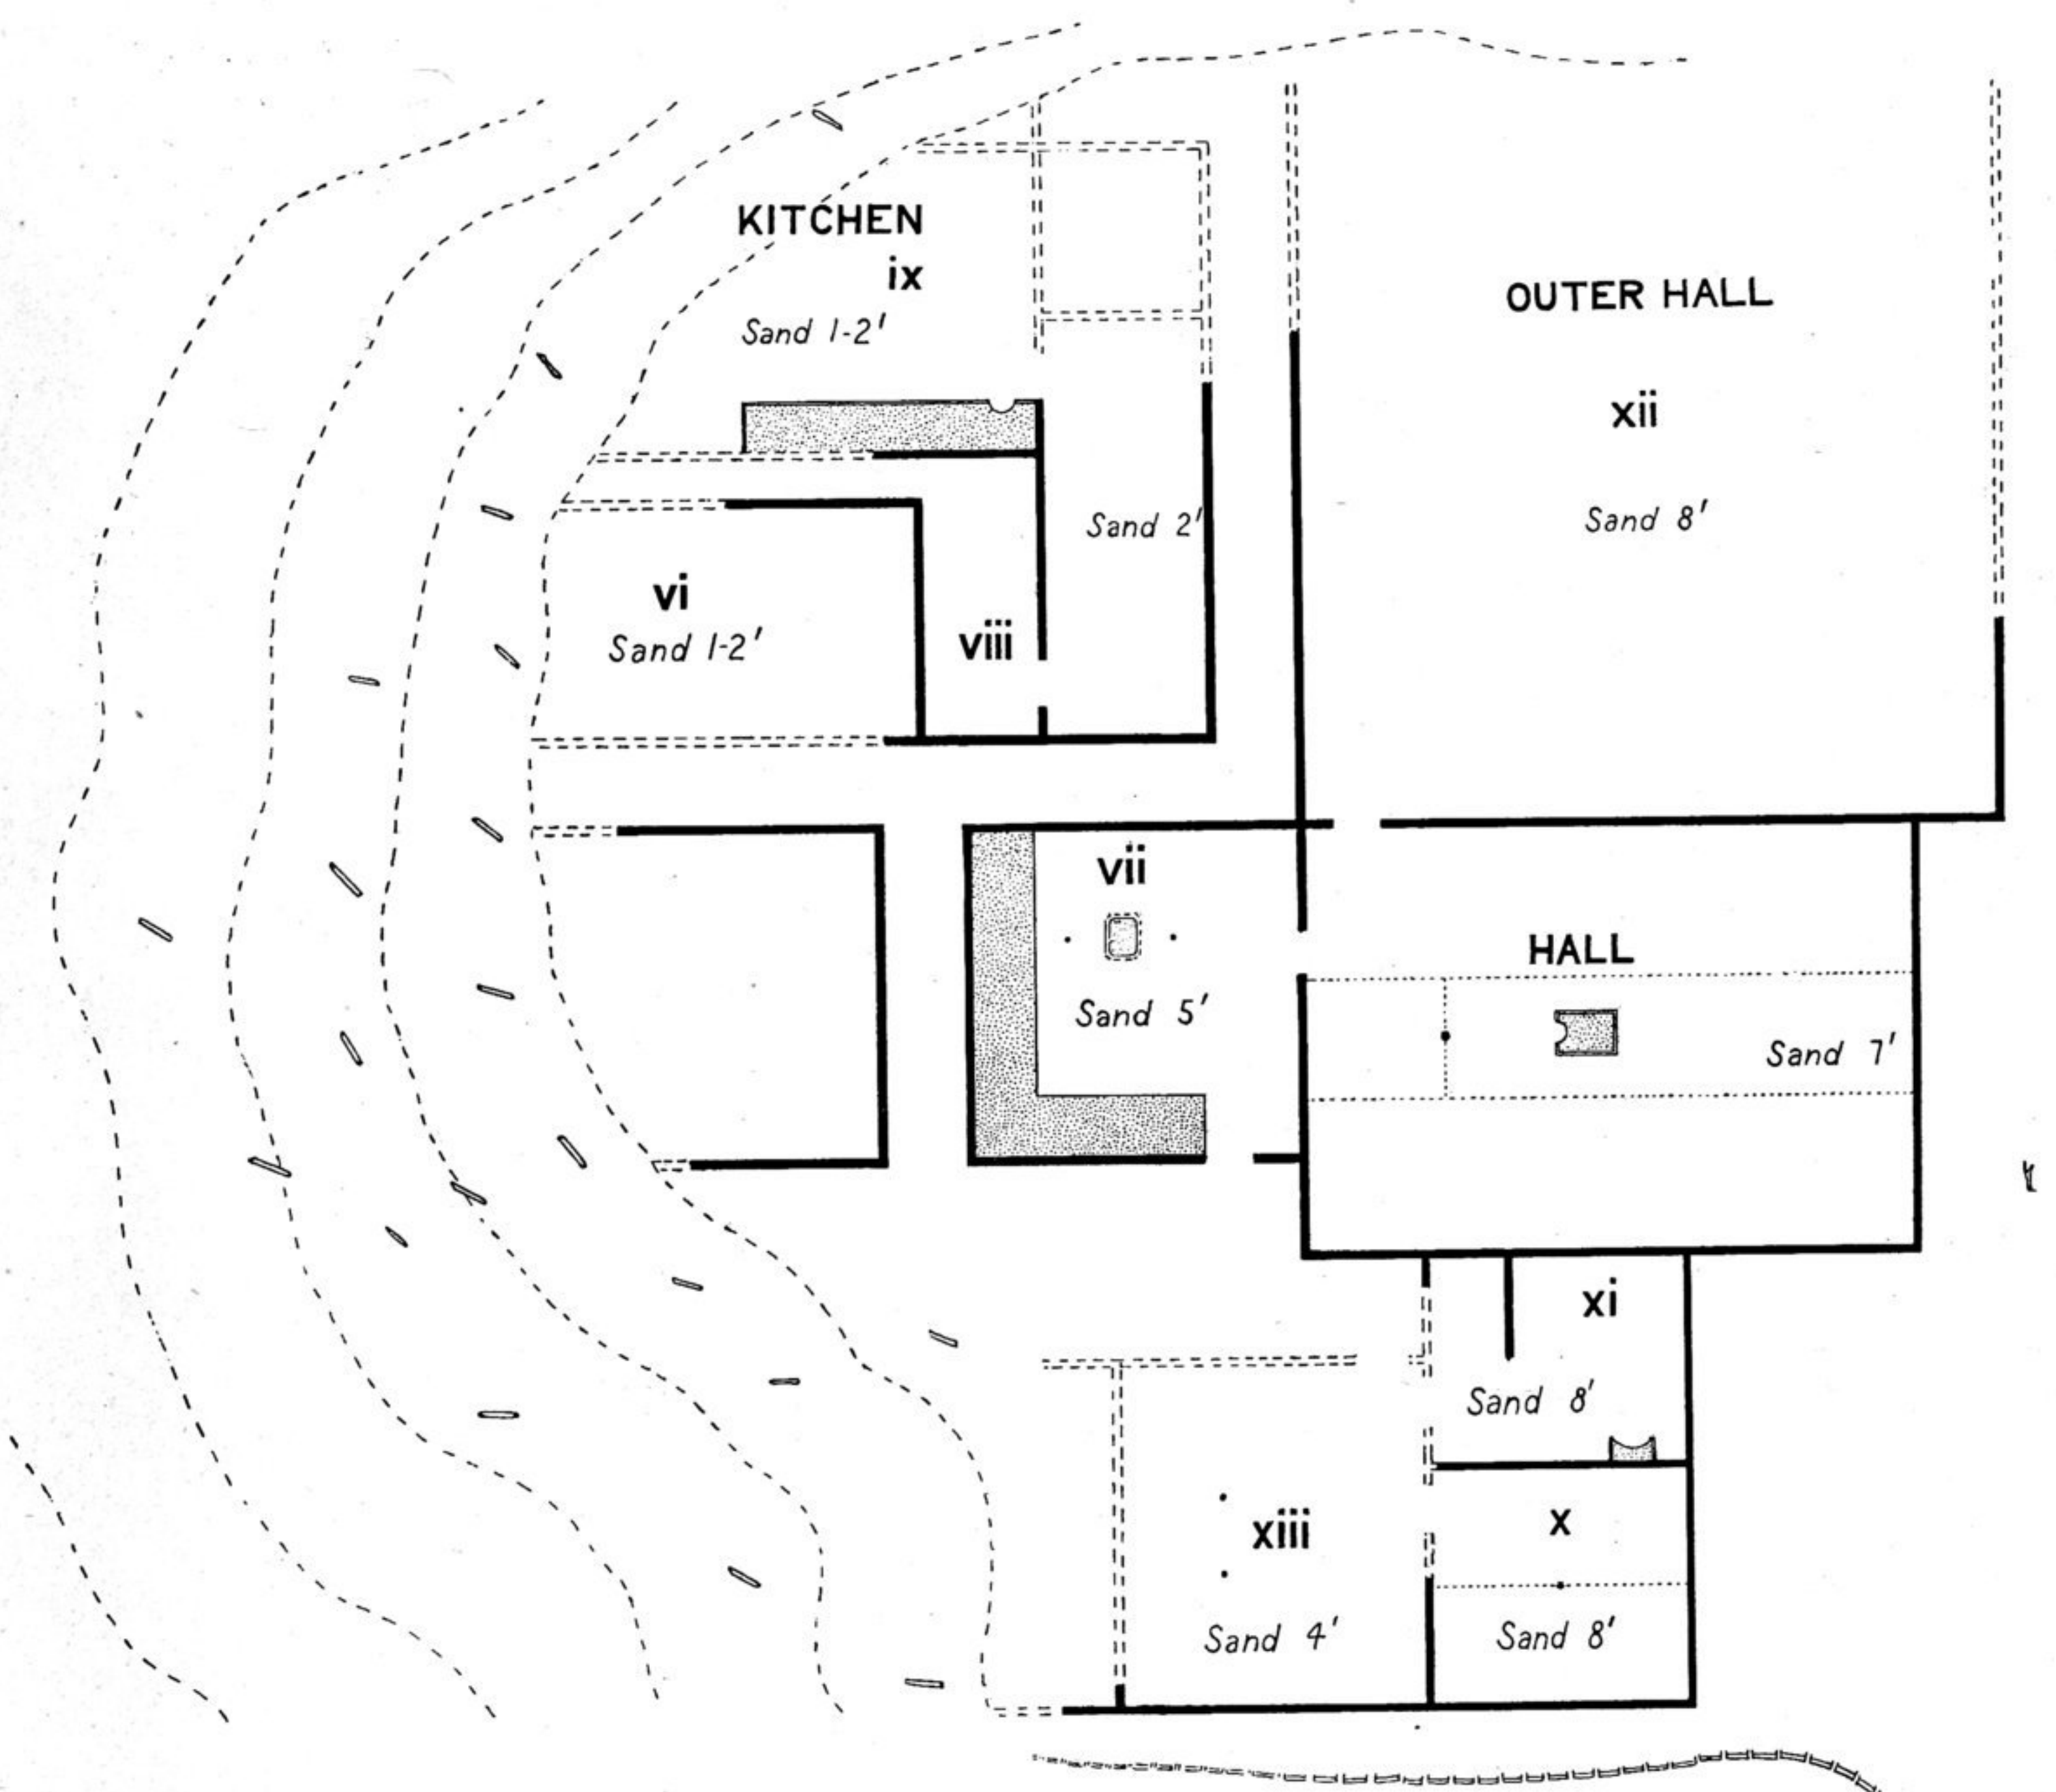 KITCHEN
ix
Sand 1-2'
OUTER HALL
xii
Sand 8'
Sand 2'
vi
Sand 1-2'
viii
vii
Sand 5'
HALL
Sand 7'
xi
Sand 8'
x
Sand 8'
xiii
Sand 4'